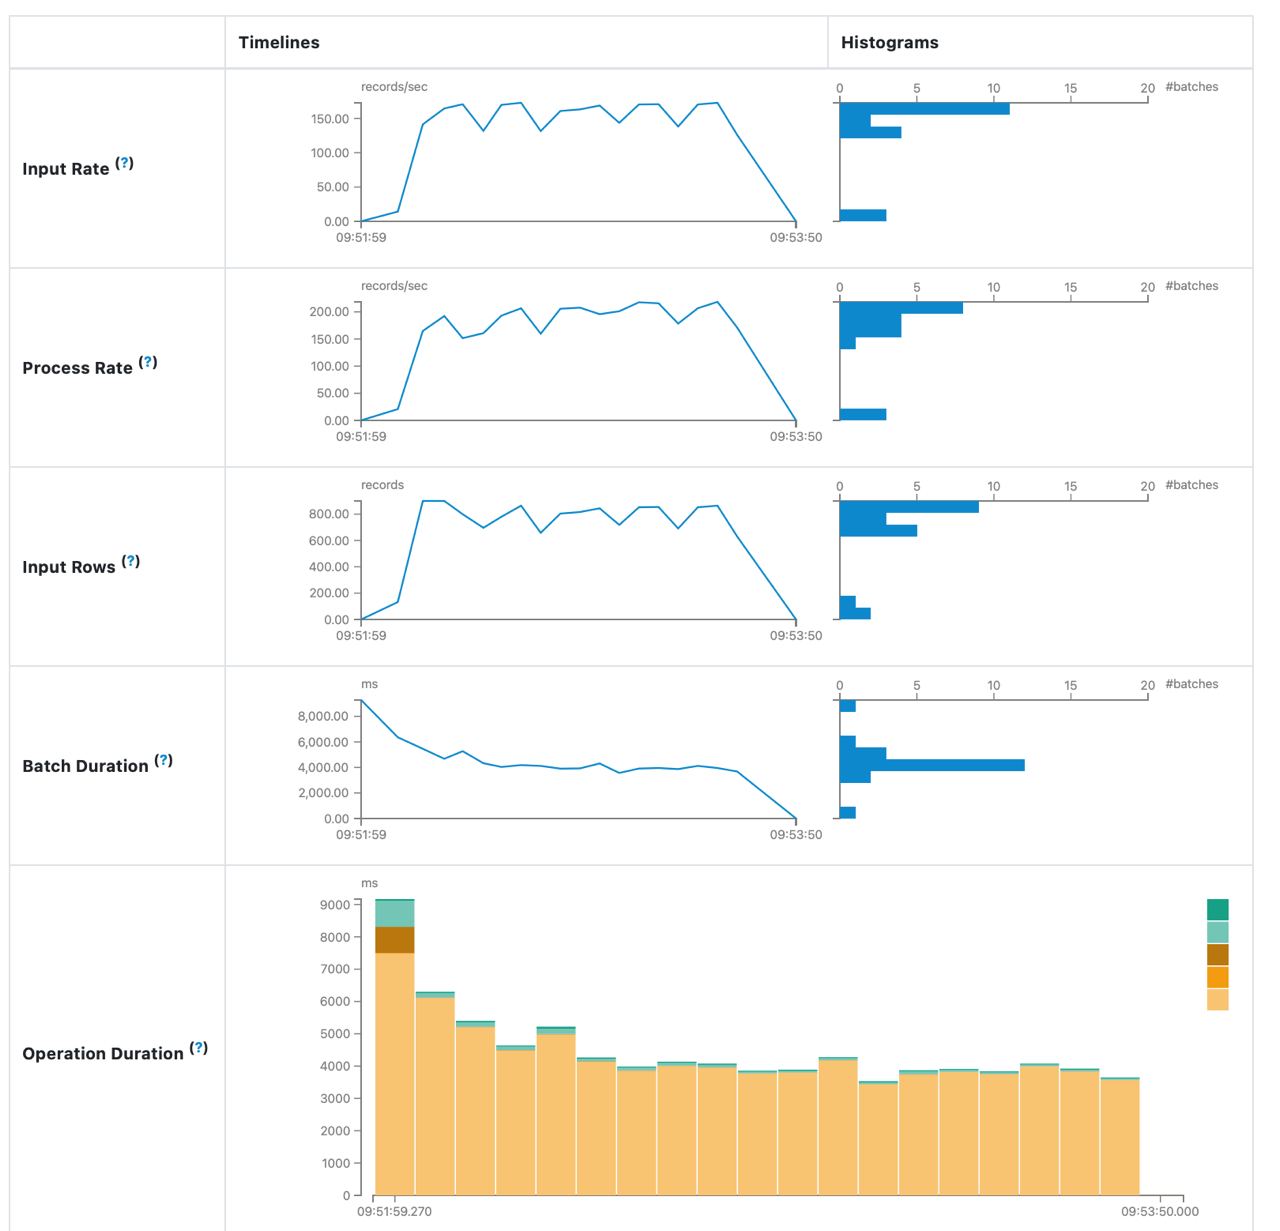 Timelines
Histograms
Input Rate (?)
records/sec
150.00
100.00
50.00
0.00
09:51:59
09:53:50
0 5 10 15 20 #batches
Process Rate (?)
records/sec
200.00
150.00
100.00
50.00
0.00
09:51:59
09:53:50
0 5 10 15 20 #batches
Input Rows (?)
records
800.00
600.00
400.00
200.00
0.00
09:51:59
09:53:50
0 5 10 15 20 #batches
Batch Duration (?)
ms
8,000.00
6,000.00
4,000.00
2,000.00
0.00
09:51:59
09:53:50
0 5 10 15 20 #batches
Operation Duration (?)
ms
9000
8000
7000
6000
5000
4000
3000
2000
1000
0
09:51:59.270
09:53:50.000